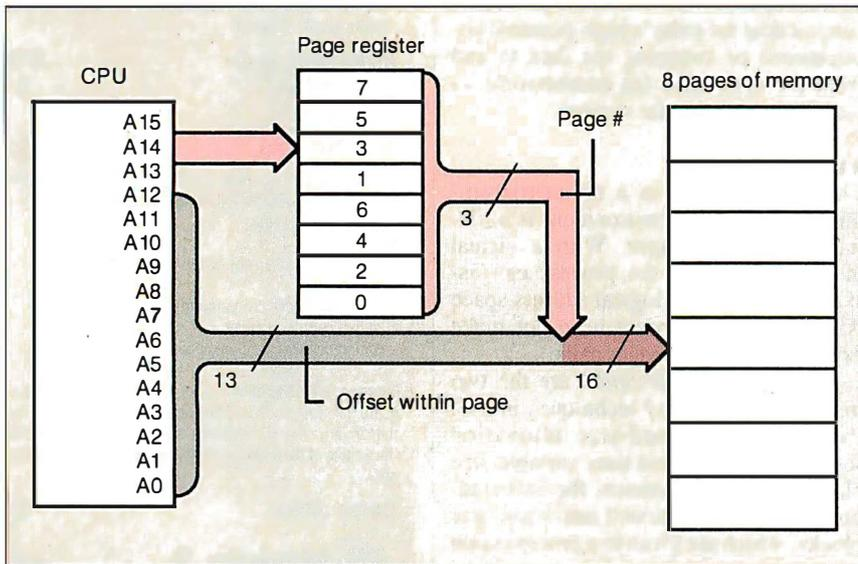 CPU
A15
A14
A13
A12
A11
A10
A9
A8
A7
A6
A5
A4
A3
A2
A1
A0
Page register
7
5
3
1
6
4
2
0
3
Page #
13
Offset within page
16
8 pages of memory